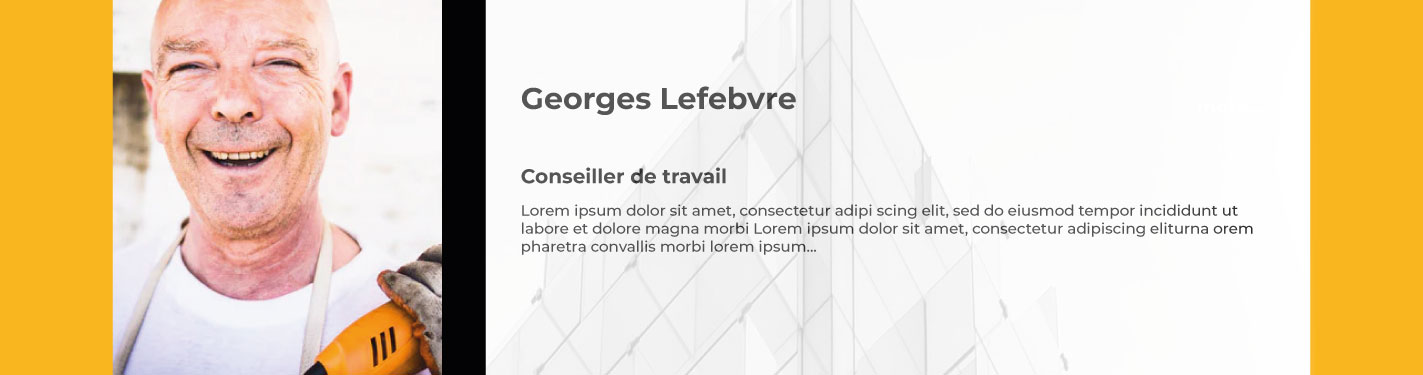 Georges Lefebvre
Conseiller de travail
Lorem ipsum dolor sit amet, consectetur adipi scing elit, sed do eiusmod tempor incididunt ut
labore et dolore magna morbi Lorem ipsum dolor sit amet, consectetur adipiscing eliturna orem
pharetra convallis morbi lorem ipsum...